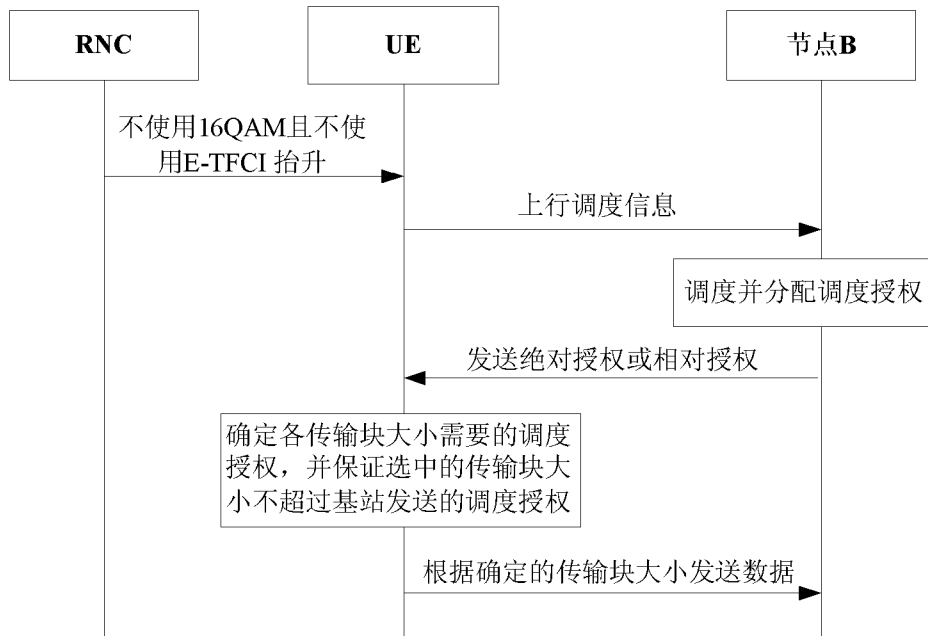 RNC
UE
节点B
不使用16QAM且不使
用E-TFCI 抬升
上行调度信息
调度并分配调度授权
发送绝对授权或相对授权
确定各传输块大小需要的调度
授权，并保证选中的传输块大
小不超过基站发送的调度授权
根据确定的传输块大小发送数据